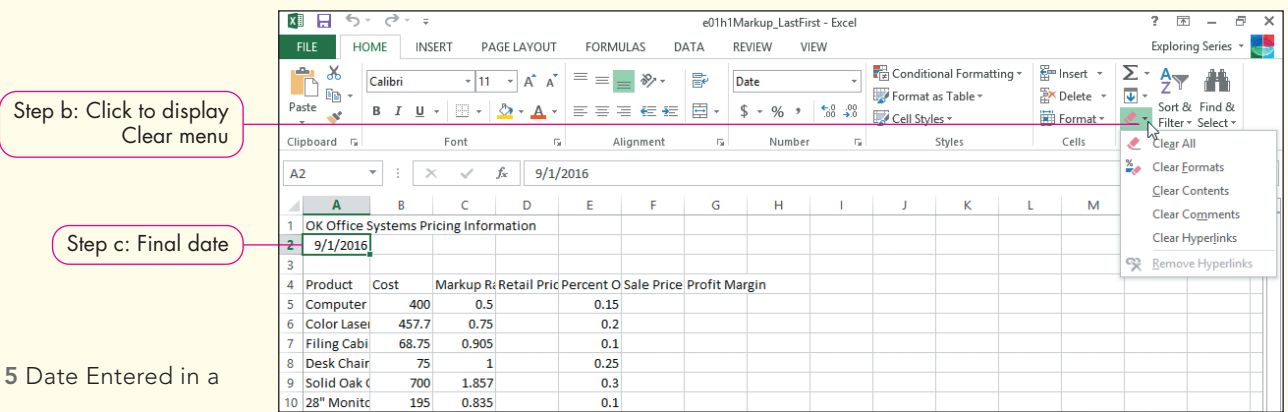 e01h1Markup_LastFirst - Excel
FILE HOME INSERT PAGE LAYOUT FORMULAS DATA REVIEW VIEW Exploring Series
Calibri 11 Date Conditional Formatting Insert
Paste B I U $ % , Format as Table Delete Sort & Find &
Cell Styles Format Filter Select
Clipboard Font Alignment Number Styles Cells
Step b: Click to display
Clear menu
Clear All
Clear Formats
Clear Contents
Clear Comments
Clear Hyperlinks
Remove Hyperlinks
A2 fx 9/1/2016
A B C D E F G H I J K L M
1 OK Office Systems Pricing Information
Step c: Final date
2 9/1/2016
3
4 Product Cost Markup Ra Retail Pric Percent O Sale Price Profit Margin
5 Computer 400 0.5 0.15
6 Color Laser 457.7 0.75 0.2
7 Filing Cabi 68.75 0.905 0.1
8 Desk Chair 75 1 0.25
9 Solid Oak 700 1.857 0.3
10 28" Monito 195 0.835 0.1
5 Date Entered in a